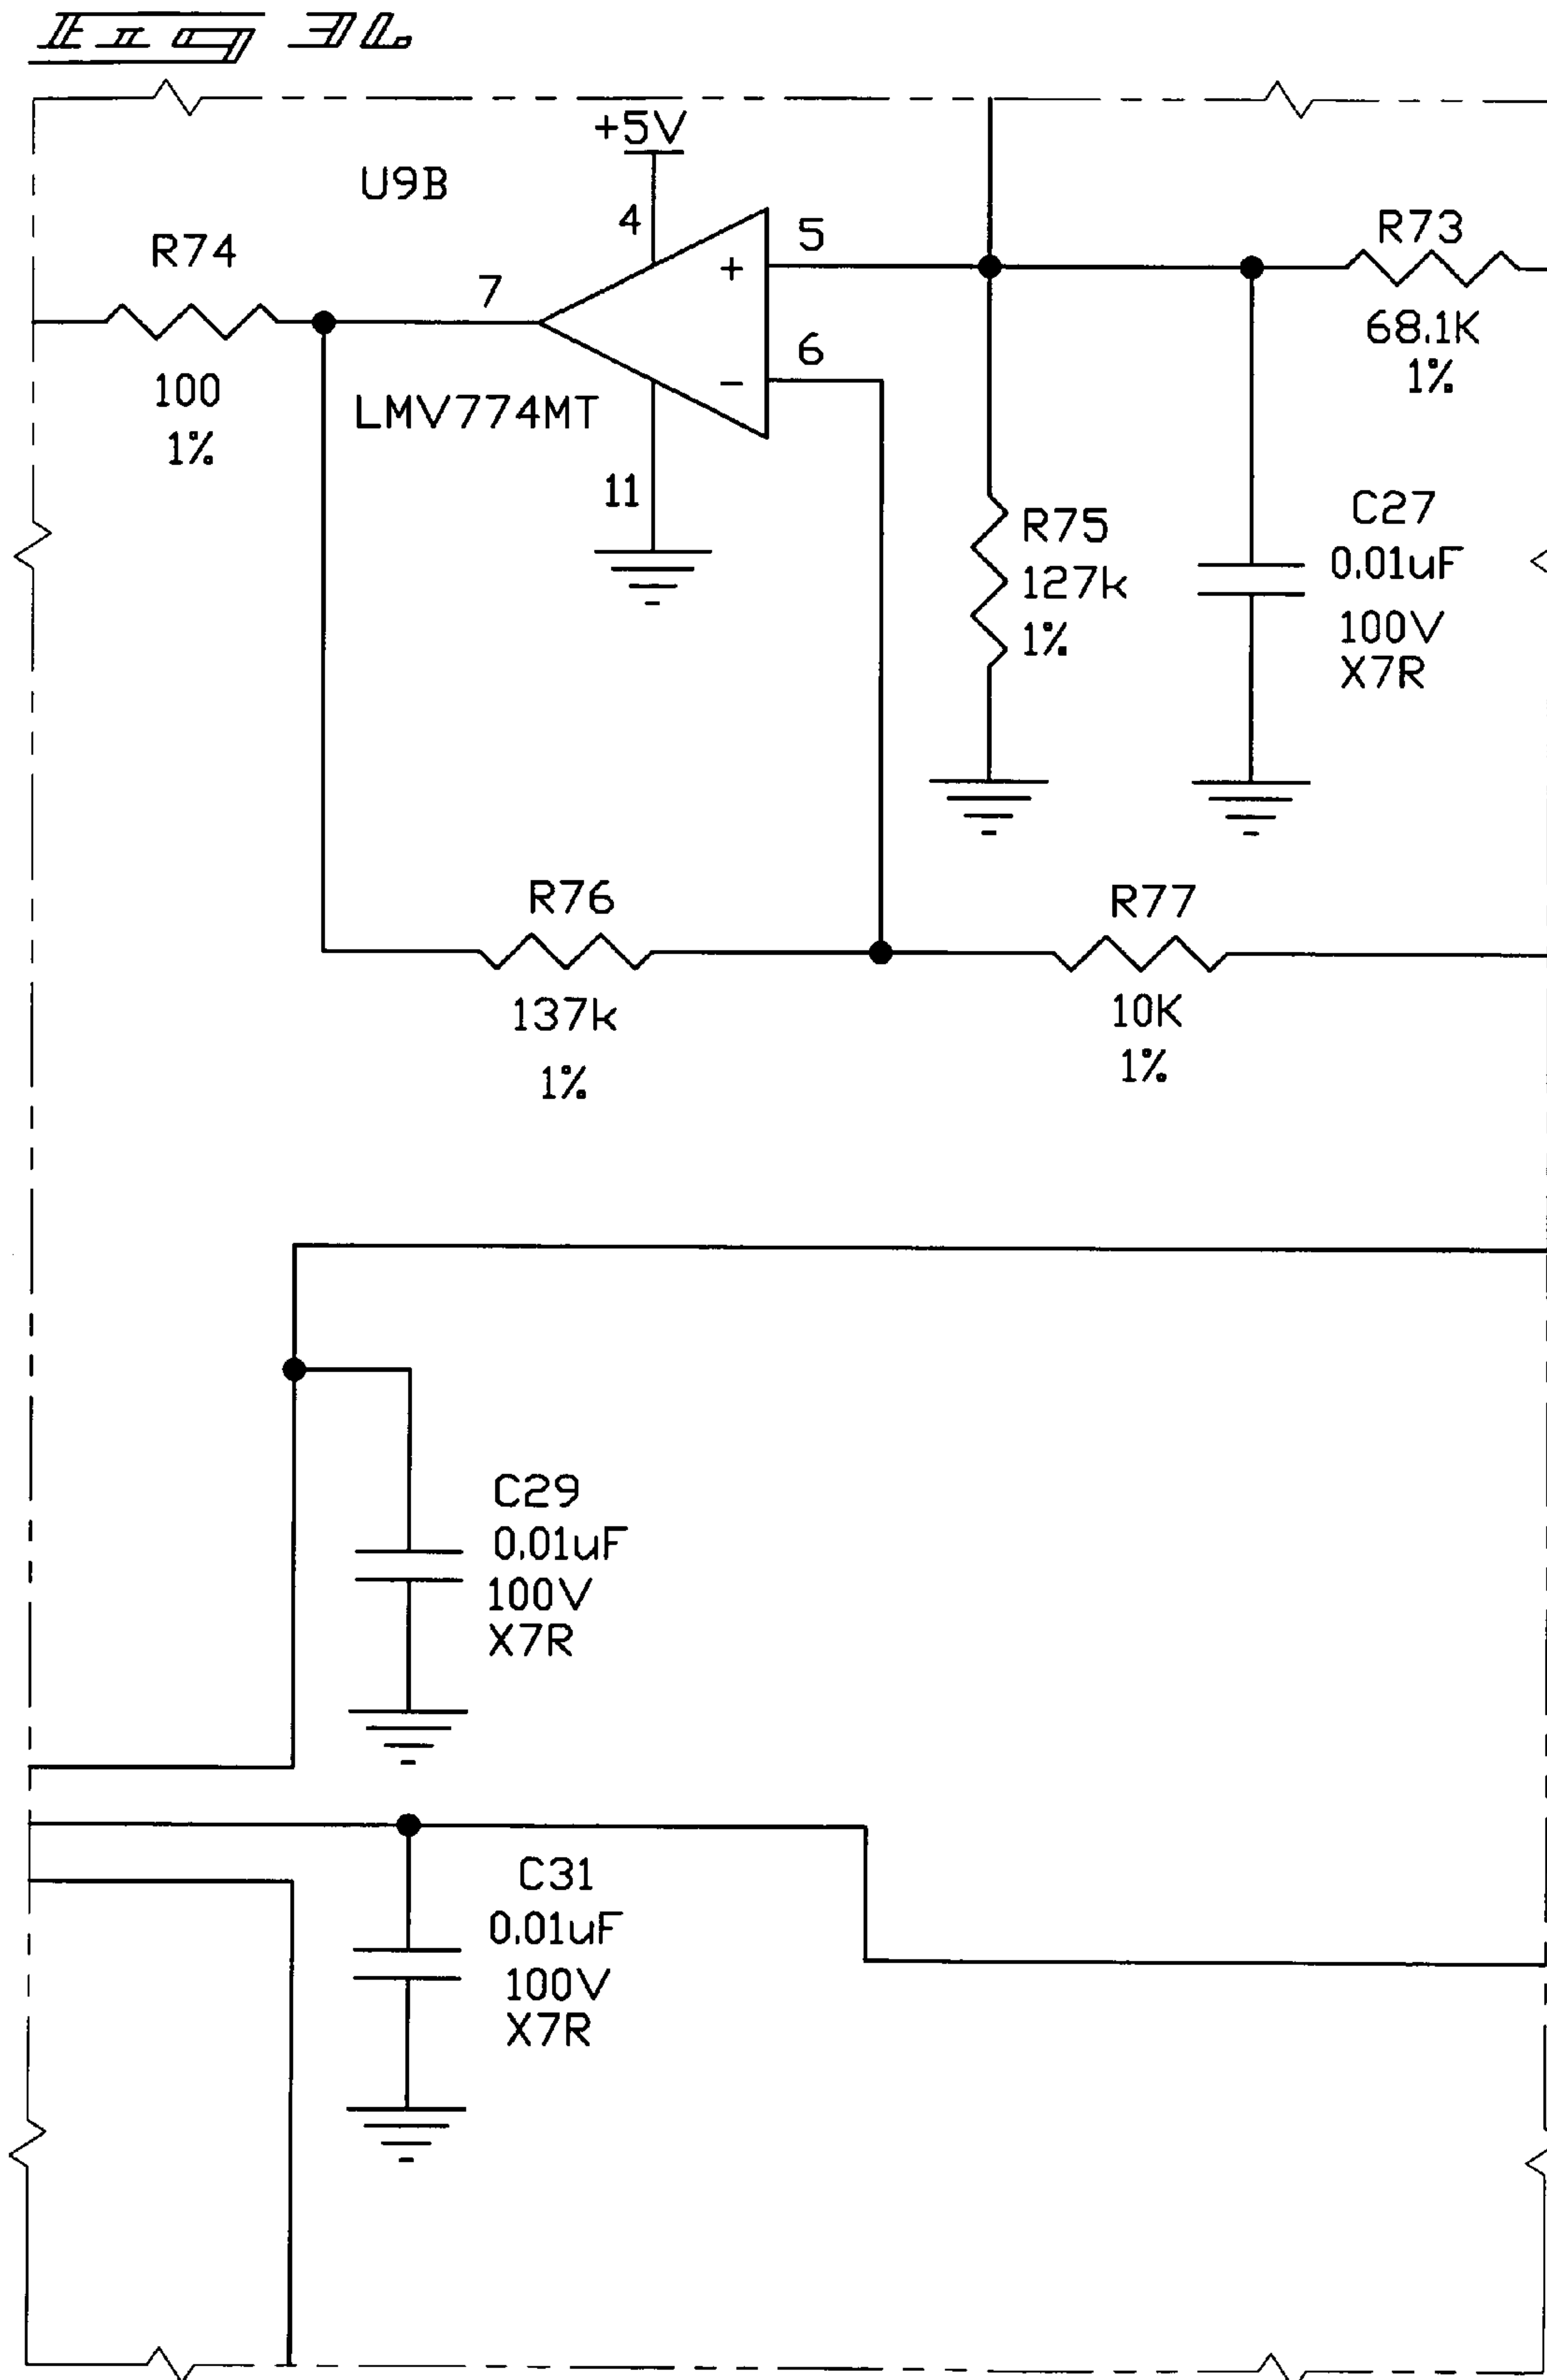 Fig 3L
+5V
U9B
4
5
R73
R74
7
+
68.1K
1%
6
-
100
1%
LMV774MT
11
R75
127k
1%
C27
0.01uF
100V
X7R
R76
R77
137k
1%
10K
1%
C29
0.01uF
100V
X7R
C31
0.01uF
100V
X7R